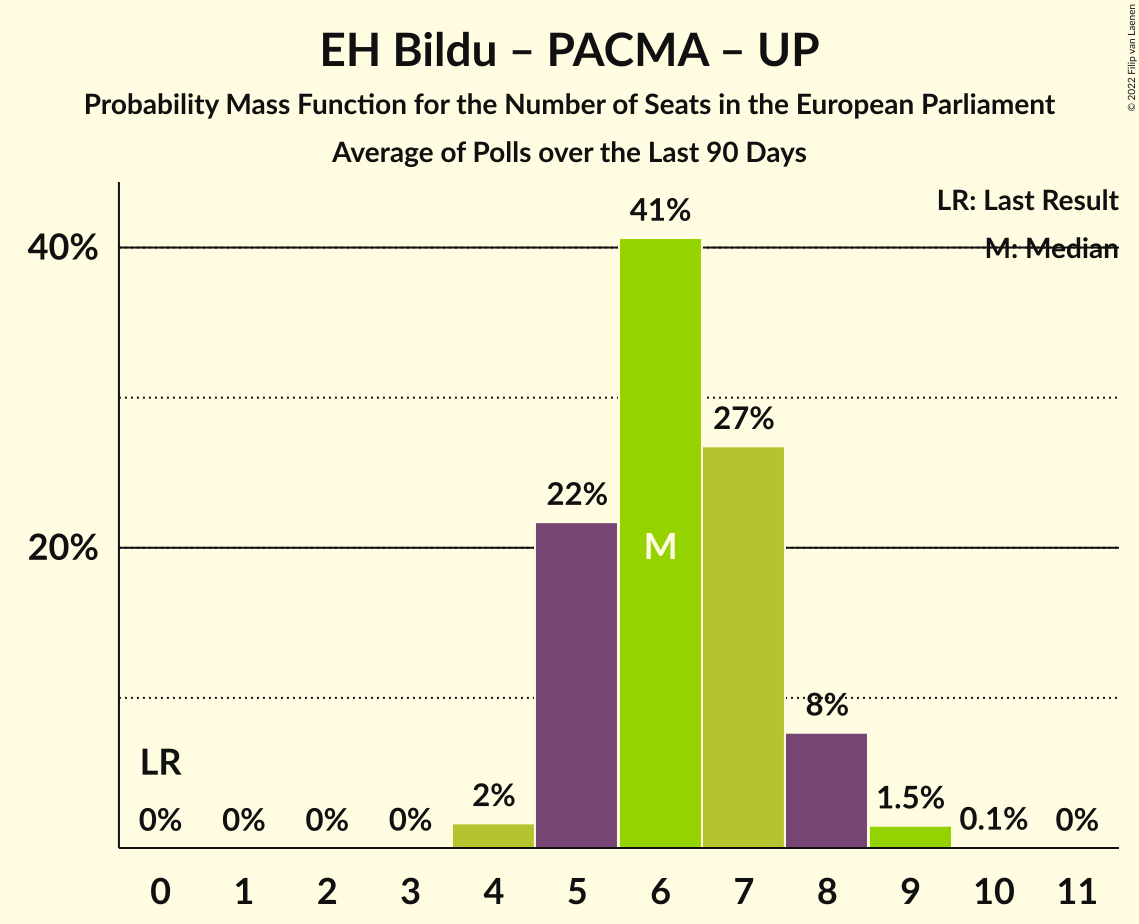 EH Bildu – PACMA – UP
Probability Mass Function for the Number of Seats in the European Parliament
Average of Polls over the Last 90 Days
© 2022 Filip van Laenen
LR: Last Result
M: Median
41%
40%
27%
22%
M
20%
8%
LR
2%
1.5%
0% 0% 0% 0% 0.1% 0%
0 1 2 3 4 5 6 7 8 9 10 11